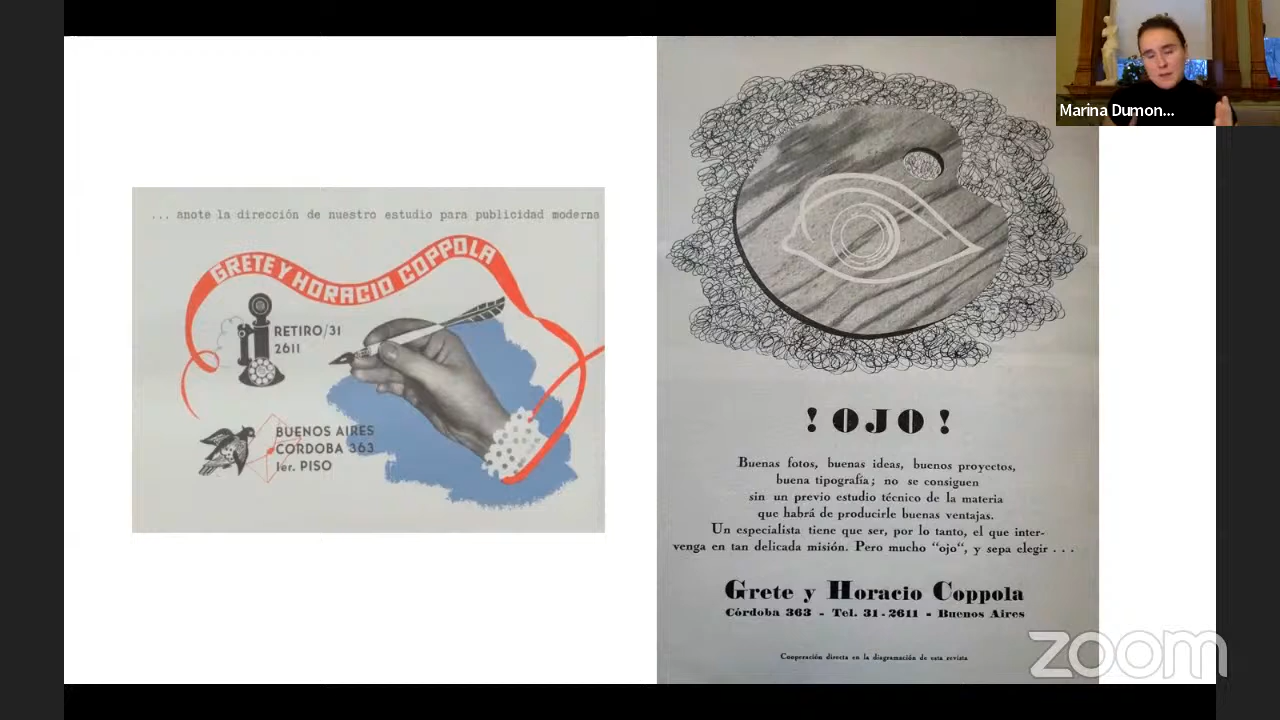 ... anote la dirección de nuestro estudio para publicidad moderna
GRETE Y HORACIO COPPOLA
RETIRO/31
2611
BUENOS AIRES
CORDOBA 363
1er. PISO
! OJO !
Buenas fotos, buenas ideas, buenos proyectos,
buena tipografía; no se consiguen
sin un previo estudio técnico de la materia
que habrá de producirle buenas ventajas.
Un especialista tiene que ser, por lo tanto, el que inter-
venga en tan delicada misión. Pero mucho "ojo", y sepa elegir . . .
Grete y Horacio Coppola
Córdoba 363 - Tel. 31-2611 - Buenos Aires
Cooperación directa en la diagramación de esta revista
Marina Dumon...
zoom